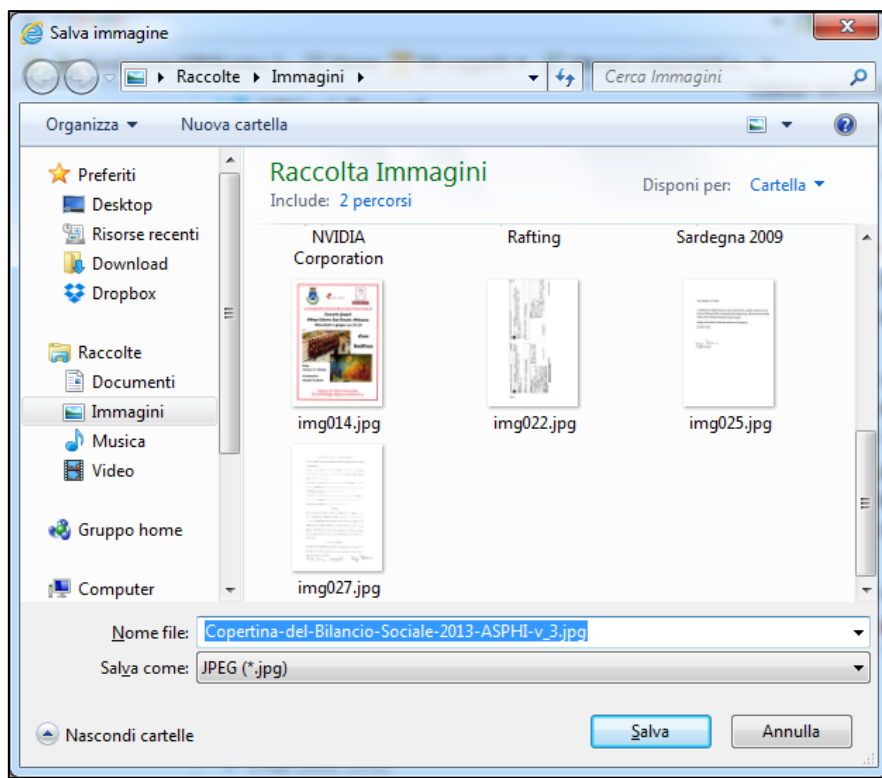 Salva immagine
Raccolte Immagini
Cerca Immagini
Organizza Nuova cartella
Preferiti
Desktop
Risorse recenti
Download
Dropbox
Raccolte
Documenti
Immagini
Musica
Video
Gruppo home
Computer
Raccolta Immagini
Include: 2 percorsi
Disponi per: Cartella
NVIDIA Corporation
Rafting
Sardegna 2009
img014.jpg
img022.jpg
img025.jpg
img027.jpg
Nome file: Copertina-del-Bilancio-Sociale-2013-ASPHI-v_3.jpg
Salva come: JPEG (*.jpg)
Nascondi cartelle
Salva
Annulla